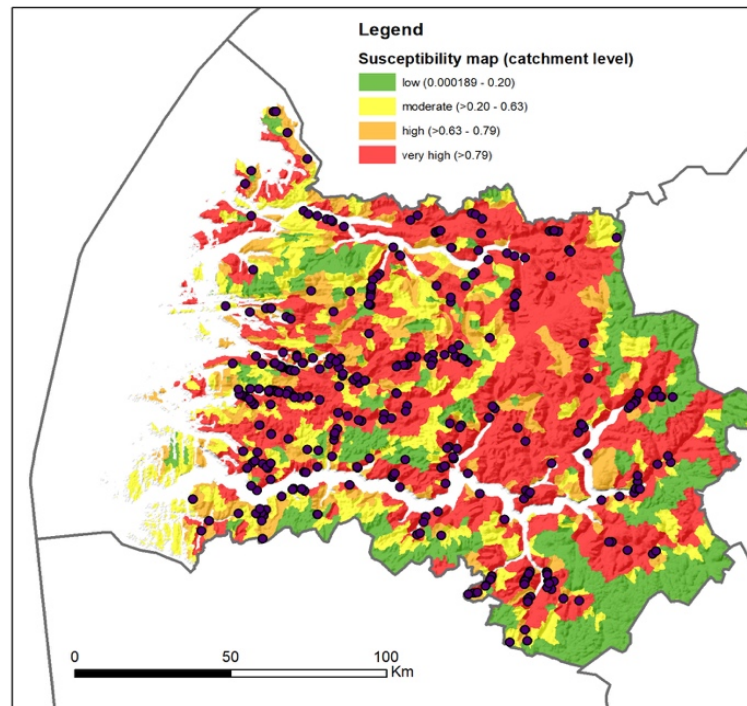 Legend
Susceptibility map (catchment level)
low (0.000189 - 0.20)
moderate (>0.20 - 0.63)
high (>0.63 - 0.79)
very high (>0.79)
0 50 100
Km